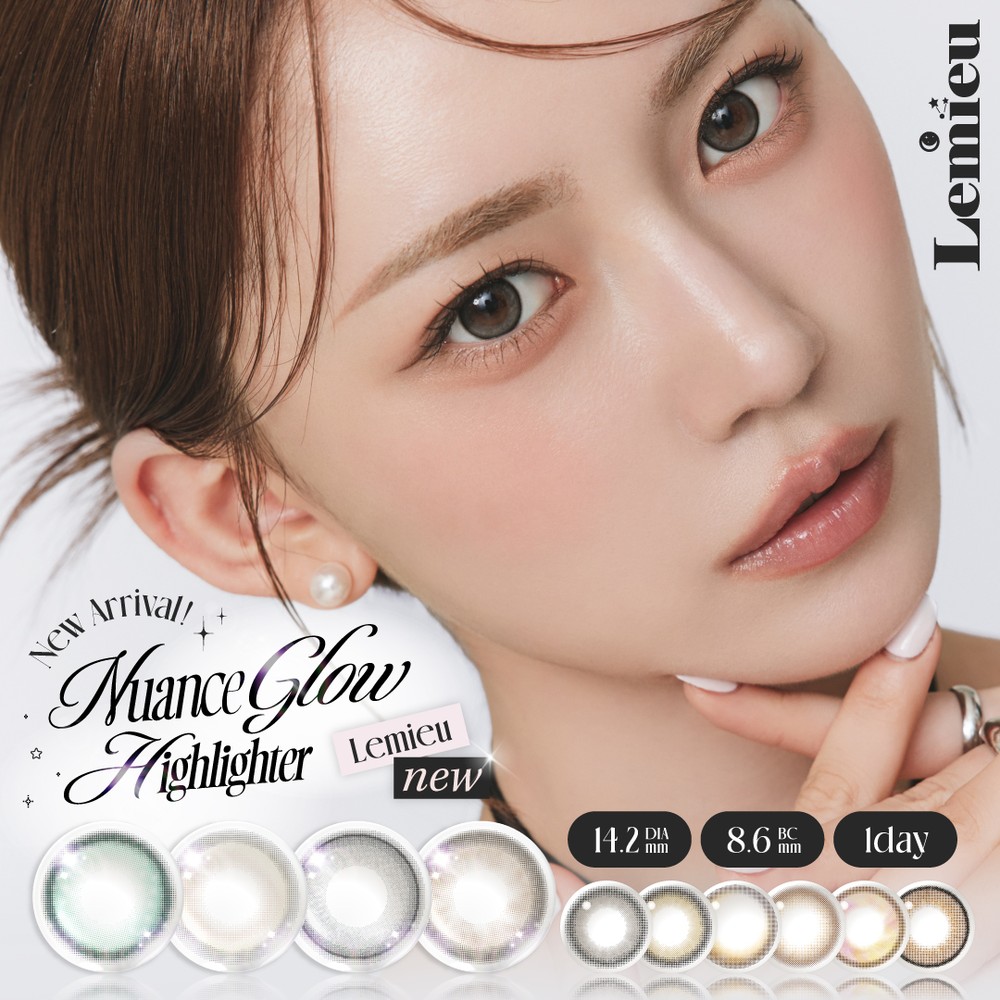 Lemieu
New Arrival!
Nuance Glow
Highlighter
Lemieu
new
14.2 DIA mm
8.6 BC mm
1day